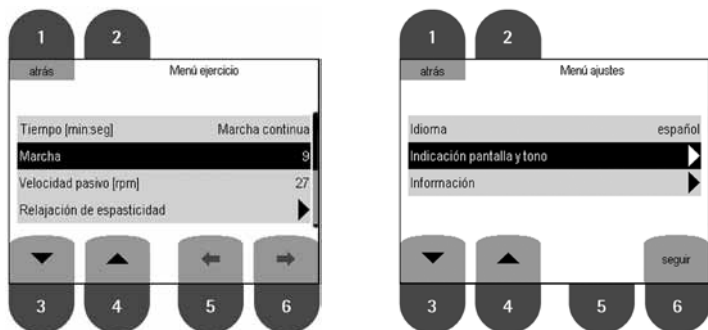 1
2
atrás
Menú ejercicio
Tiempo [min:seg] Marcha continua
Marcha 9
Velocidad pasivo [rpm] 27
Relajación de espasticidad
3
4
5
6
1
2
atrás
Menú ajustes
Idioma español
Indicación pantalla y tono
Información
seguir
3
4
5
6